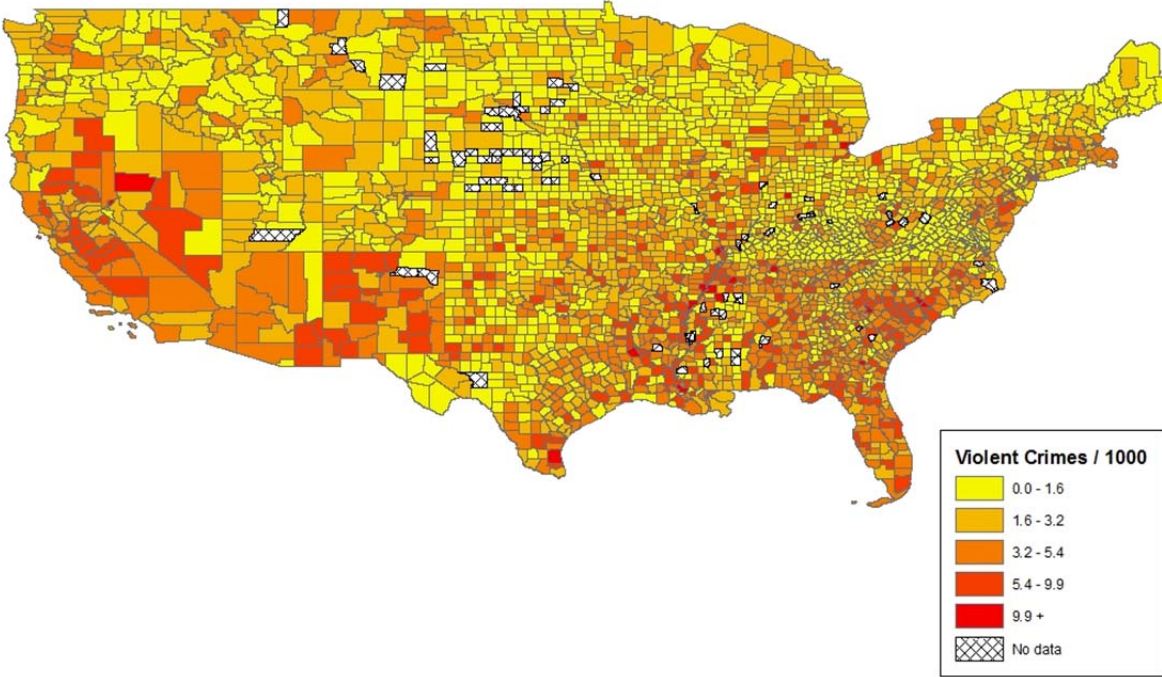 Violent Crimes / 1000
0.0 - 1.6
1.6 - 3.2
3.2 - 5.4
5.4 - 9.9
9.9 +
No data